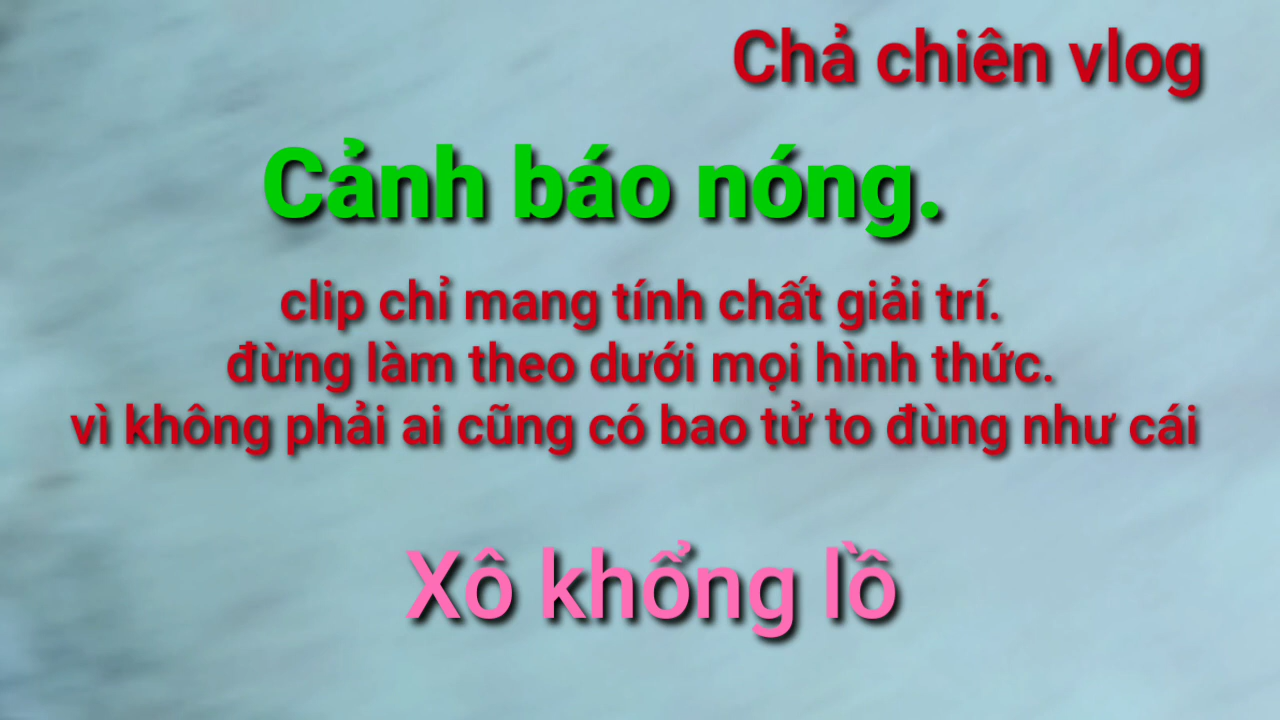 Chả chiên vlog
Cảnh báo nóng.
clip chỉ mang tính chất giải trí.
đừng làm theo dưới mọi hình thức.
vì không phải ai cũng có bao tử to đùng như cái
Xô khổng lồ